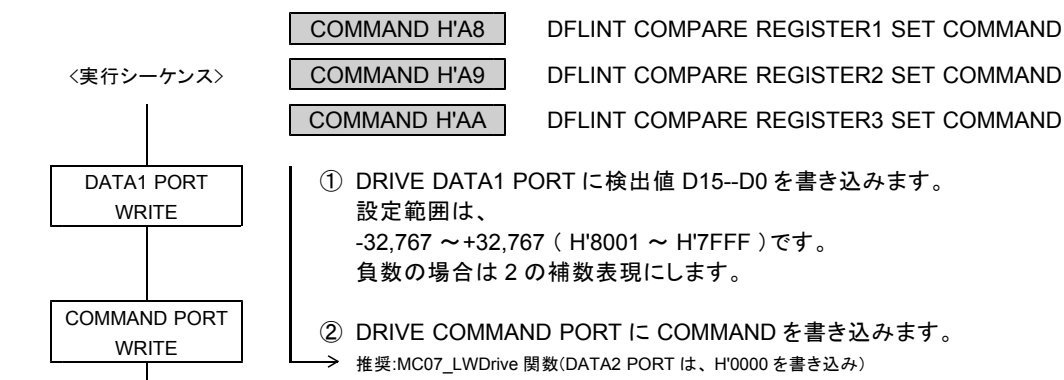 COMMAND H'A8 DFLINT COMPARE REGISTER1 SET COMMAND
〈実行シーケンス〉 COMMAND H'A9 DFLINT COMPARE REGISTER2 SET COMMAND
COMMAND H'AA DFLINT COMPARE REGISTER3 SET COMMAND
DATA1 PORT
WRITE
① DRIVE DATA1 PORT に検出値 D15--D0 を書き込みます。
設定範囲は、
-32,767 ～+32,767 ( H'8001 ～ H'7FFF )です。
負数の場合は 2 の補数表現にします。
COMMAND PORT
WRITE
② DRIVE COMMAND PORT に COMMAND を書き込みます。
推奨:MC07_LWDrive 関数(DATA2 PORT は、H'0000 を書き込み)